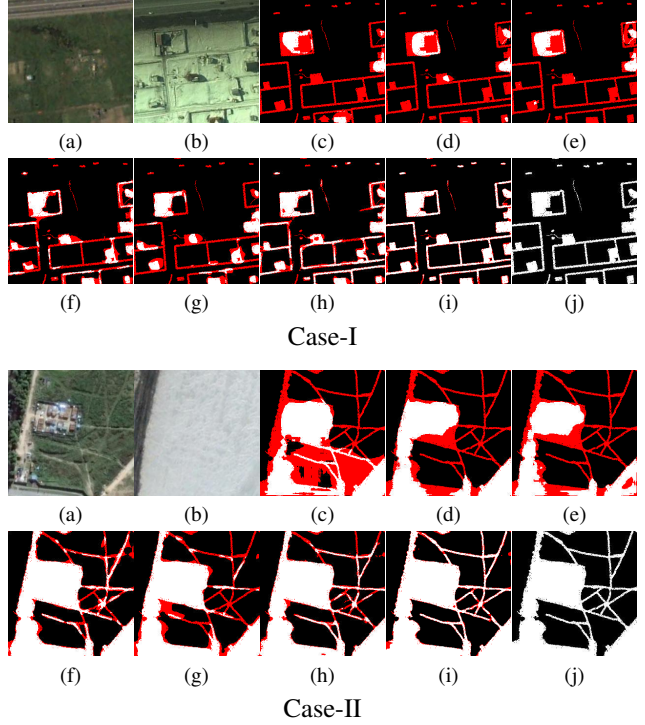 (a) (b) (c) (d) (e)
(f) (g) (h) (i) (j)
Case-I
(a) (b) (c) (d) (e)
(f) (g) (h) (i) (j)
Case-II